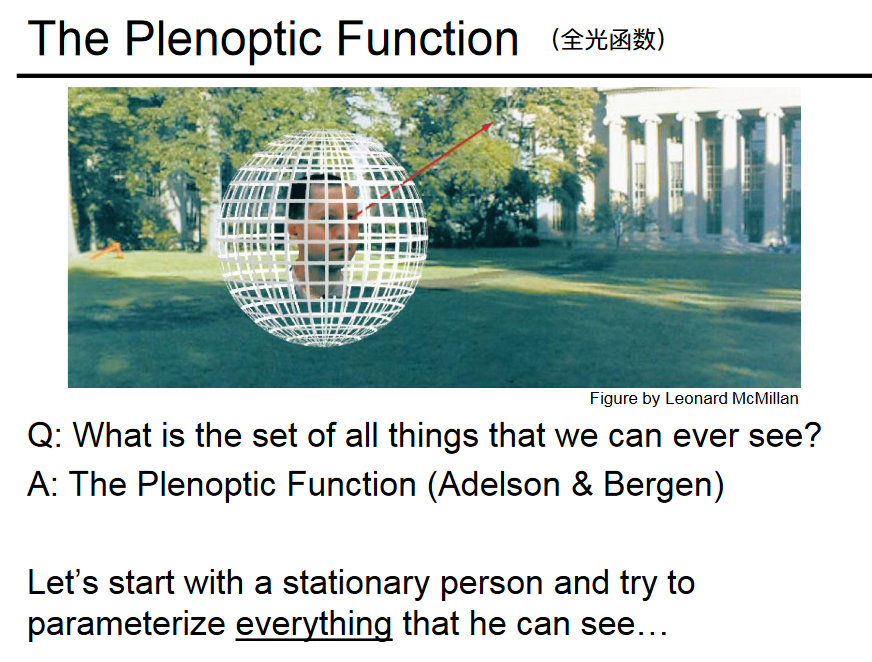 The Plenoptic Function （全光函数）
Figure by Leonard McMillan
Q: What is the set of all things that we can ever see?
A: The Plenoptic Function (Adelson & Bergen)
Let’s start with a stationary person and try to
parameterize everything that he can see…